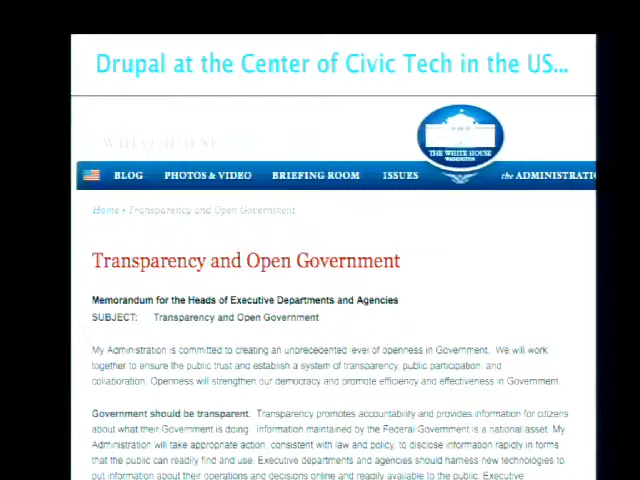 Drupal at the Center of Civic Tech in the US...
WHITE HOUSE
THE WHITE HOUSE
WASHINGTON
BLOG PHOTOS & VIDEO BRIEFING ROOM ISSUES the ADMINISTRATI
Home • Transparency and Open Government
Transparency and Open Government
Memorandum for the Heads of Executive Departments and Agencies
SUBJECT: Transparency and Open Government
My Administration is committed to creating an unprecedented level of openness in Government. We will work
together to ensure the public trust and establish a system of transparency, public participation, and
collaboration. Openness will strengthen our democracy and promote efficiency and effectiveness in Government.
Government should be transparent. Transparency promotes accountability and provides information for citizens
about what their Government is doing. Information maintained by the Federal Government is a national asset. My
Administration will take appropriate action, consistent with law and policy, to disclose information rapidly in forms
that the public can readily find and use. Executive departments and agencies should harness new technologies to
put information about their operations and decisions online and readily available to the public. Executive